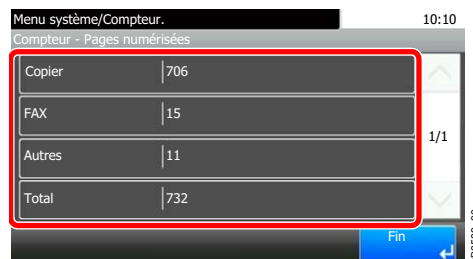 Menu système/Compteur. 10:10
Compteur - Pages numérisées
Copier 706
FAX 15
1/1
Autres 11
Total 732
Fin